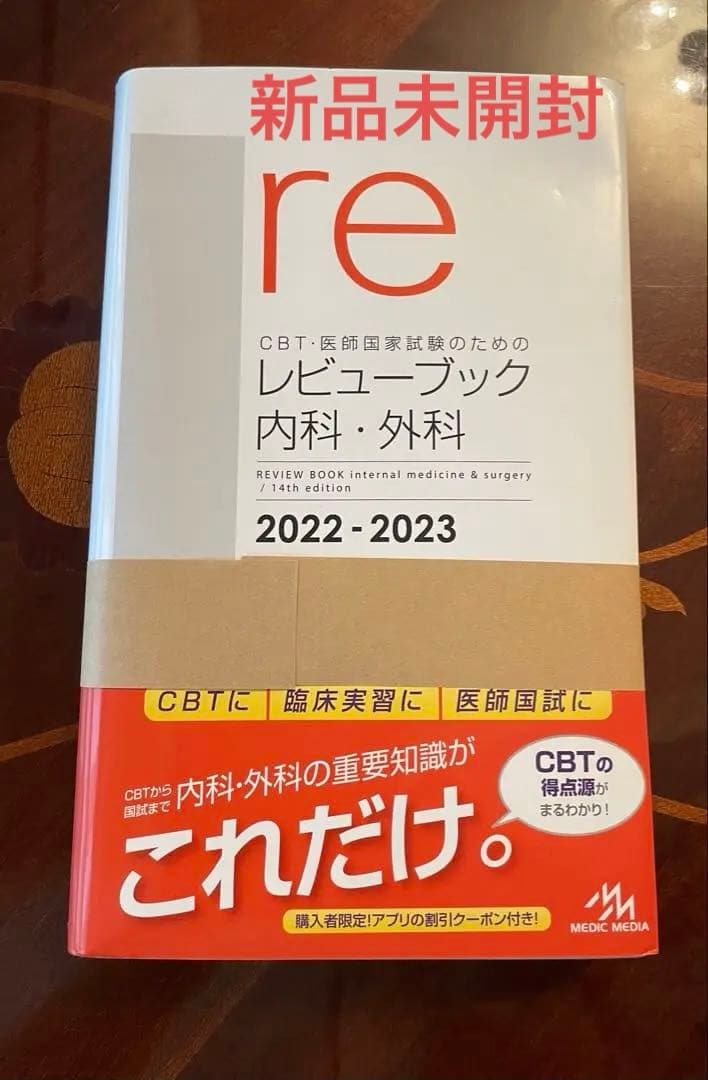 新品未開封
re
CBT・医師国家試験のための
レビューブック
内科・外科
REVIEW BOOK internal medicine & surgery
/ 14th edition
2022-2023
CBTに 臨床実習に 医師国試に
CBTから
国試まで
内科・外科の重要知識が
これだけ。
CBTの
得点源が
まるわかり!
購入者限定!アプリの割引クーポン付き!
MEDIC MEDIA